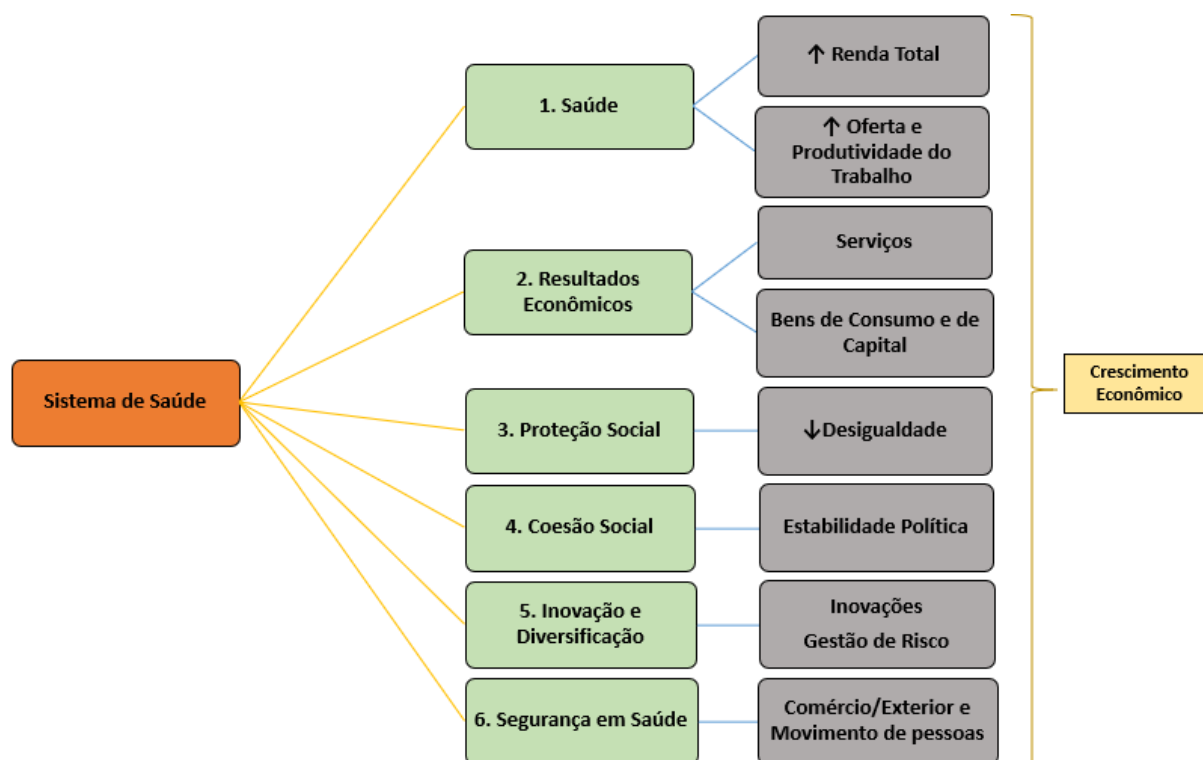 Sistema de Saúde
1. Saúde
↑ Renda Total
↑ Oferta e
Produtividade do
Trabalho
2. Resultados
Econômicos
Serviços
Bens de Consumo e de
Capital
3. Proteção Social
↓Desigualdade
4. Coesão Social
Estabilidade Política
5. Inovação e
Diversificação
Inovações
Gestão de Risco
6. Segurança em Saúde
Comércio/Exterior e
Movimento de pessoas
Crescimento
Econômico